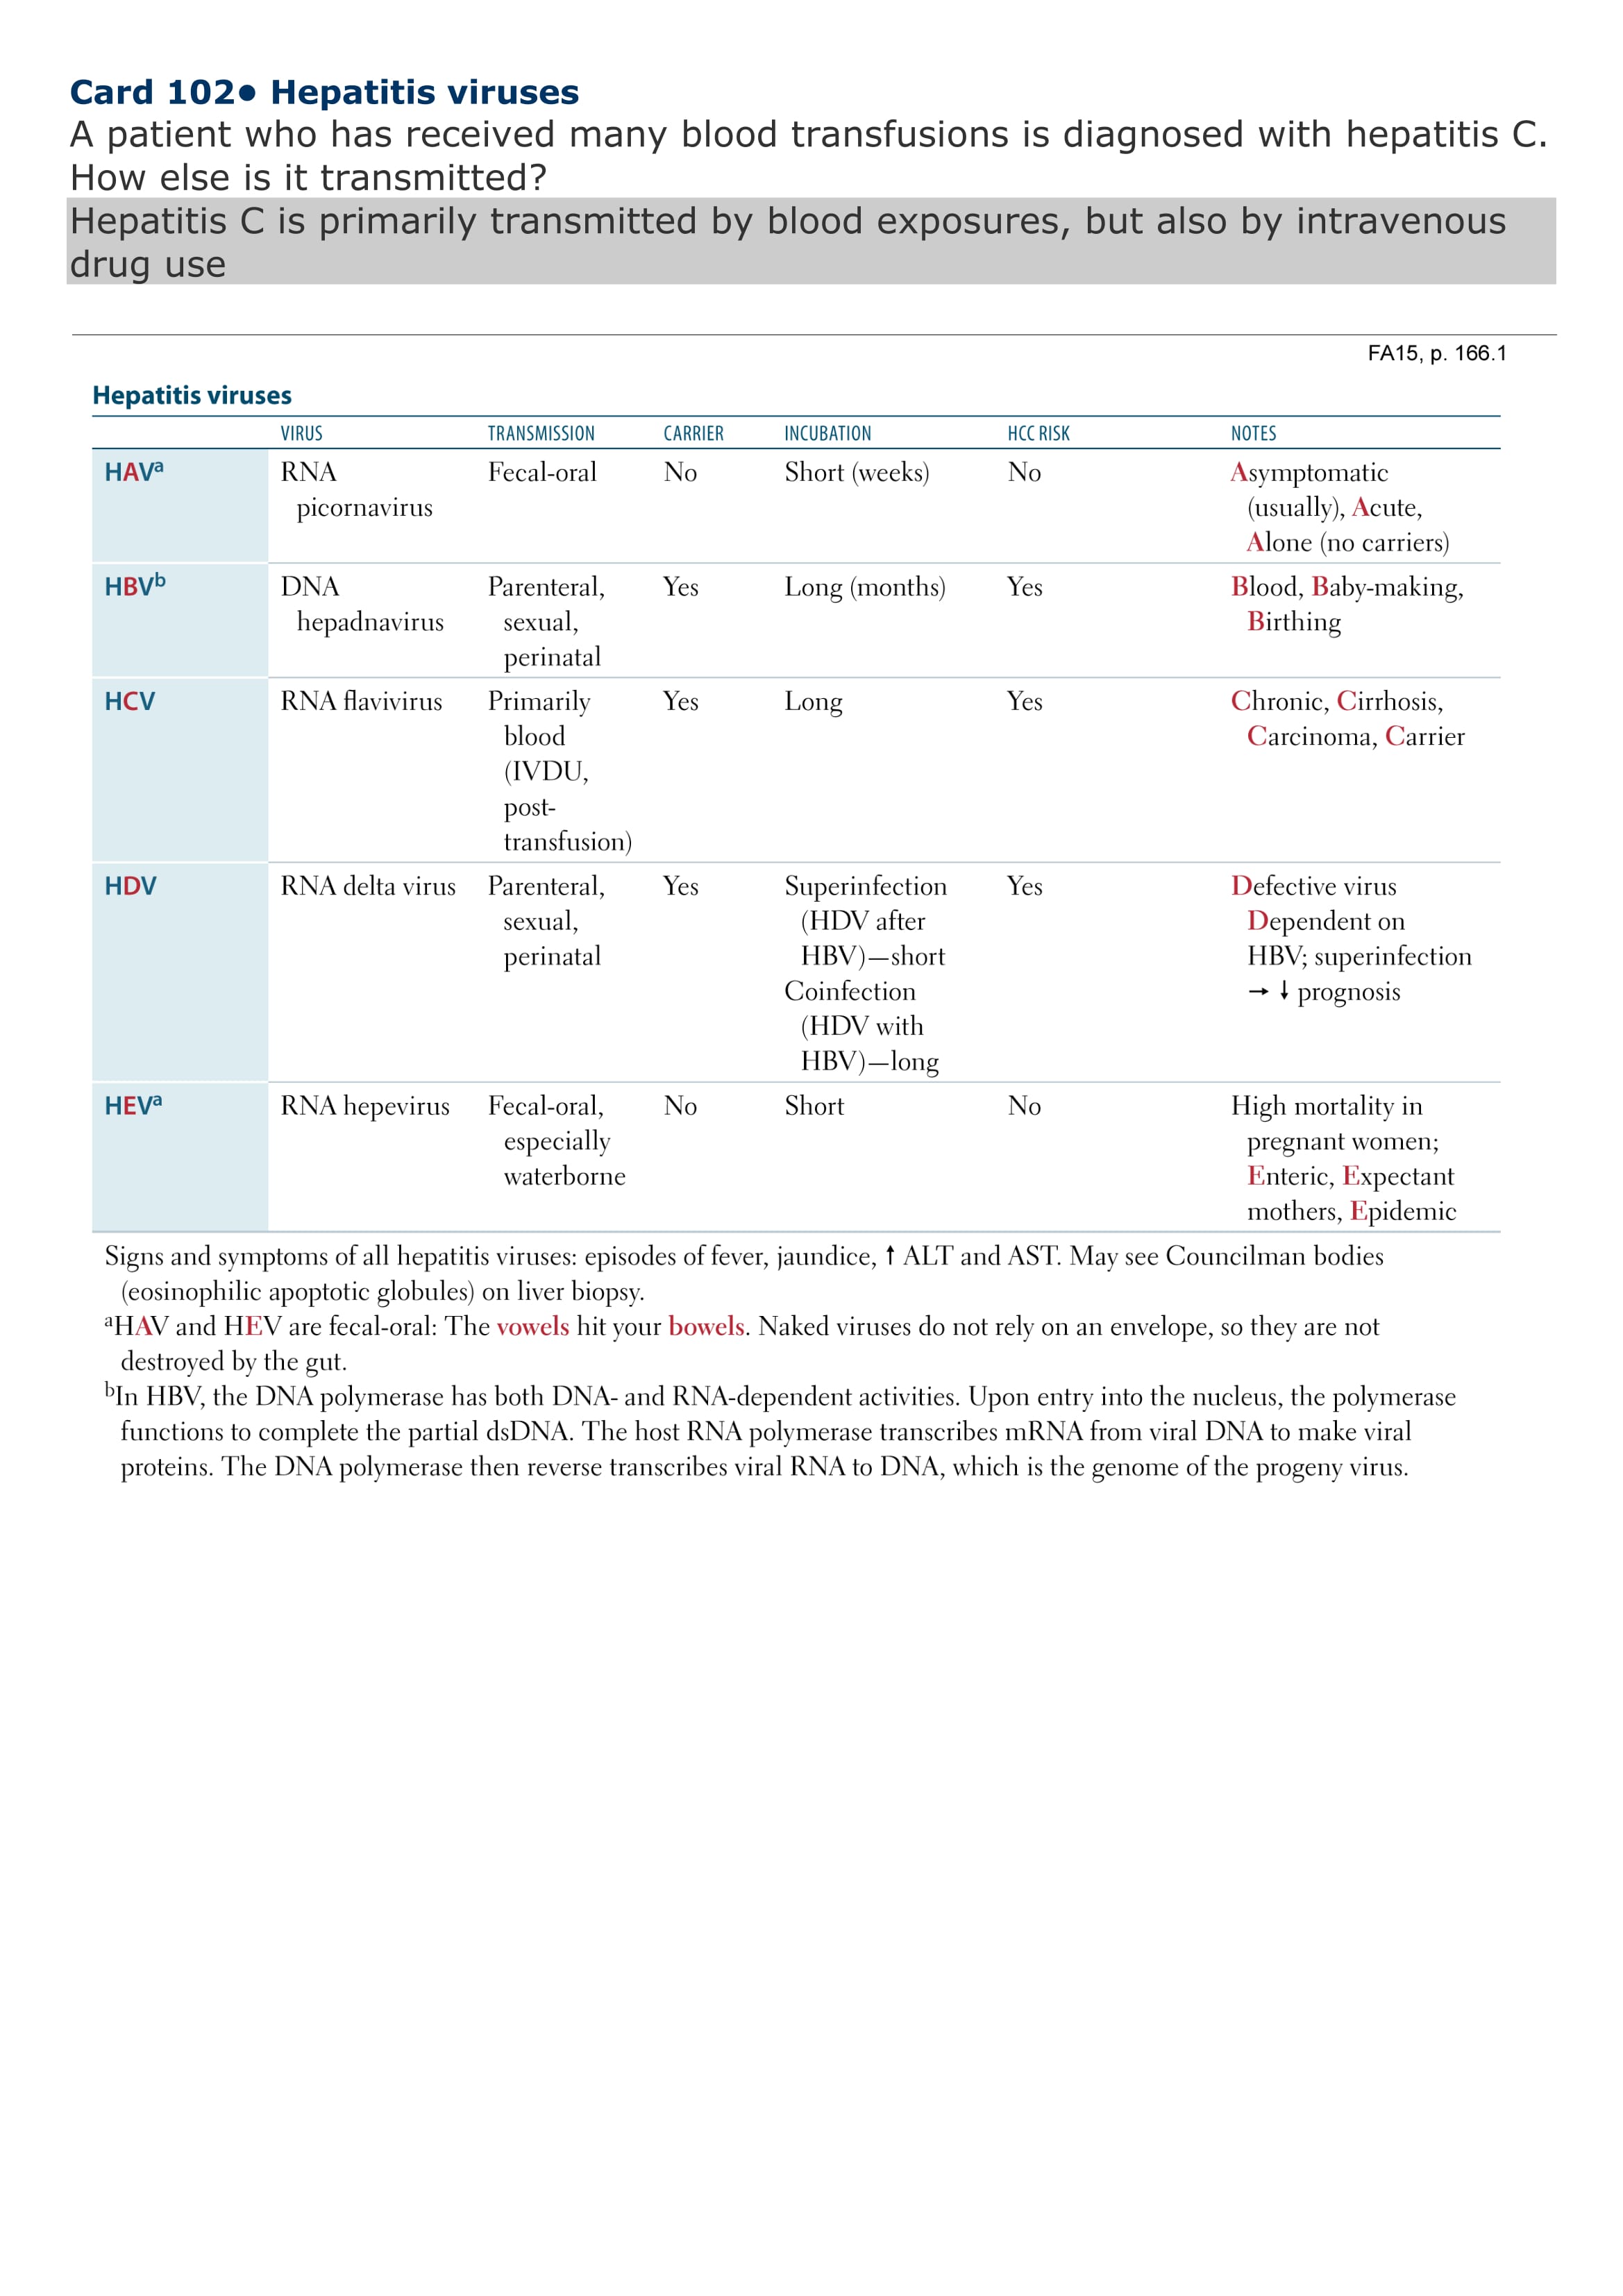 Card 102• Hepatitis viruses
A patient who has received many blood transfusions is diagnosed with hepatitis C.
How else is it transmitted?
Hepatitis C is primarily transmitted by blood exposures, but also by intravenous
drug use
FA15, p. 166.1
Hepatitis viruses
VIRUS TRANSMISSION CARRIER INCUBATION HCC RISK NOTES
HAVᵃ RNA Fecal-oral No Short (weeks) No Asymptomatic
picornavirus (usually), Acute,
Alone (no carriers)
HBVᵇ DNA Parenteral, Yes Long (months) Yes Blood, Baby-making,
hepadnavirus sexual, Birthing
perinatal
HCV RNA flavivirus Primarily Yes Long Yes Chronic, Cirrhosis,
blood Carcinoma, Carrier
(IVDU,
post-
transfusion)
HDV RNA delta virus Parenteral, Yes Superinfection Yes Defective virus
sexual, (HDV after Dependent on
perinatal HBV)—short HBV; superinfection
Coinfection → ↓ prognosis
(HDV with
HBV)—long
HEVᵃ RNA hepevirus Fecal-oral, No Short No High mortality in
especially pregnant women;
waterborne Enteric, Expectant
mothers, Epidemic
Signs and symptoms of all hepatitis viruses: episodes of fever, jaundice, ↑ ALT and AST. May see Councilman bodies
(eosinophilic apoptotic globules) on liver biopsy.
ᵃHAV and HEV are fecal-oral: The vowels hit your bowels. Naked viruses do not rely on an envelope, so they are not
destroyed by the gut.
ᵇIn HBV, the DNA polymerase has both DNA- and RNA-dependent activities. Upon entry into the nucleus, the polymerase
functions to complete the partial dsDNA. The host RNA polymerase transcribes mRNA from viral DNA to make viral
proteins. The DNA polymerase then reverse transcribes viral RNA to DNA, which is the genome of the progeny virus.